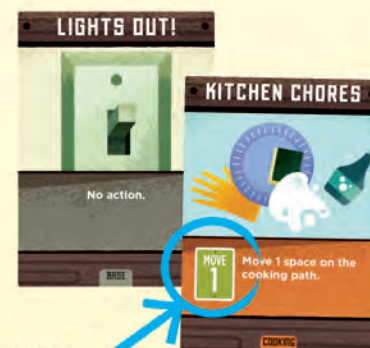 LIGHTS OUT!
No action.
BASE
KITCHEN CHORES
MOVE
1
Move 1 space on the
cooking path.
COOKING